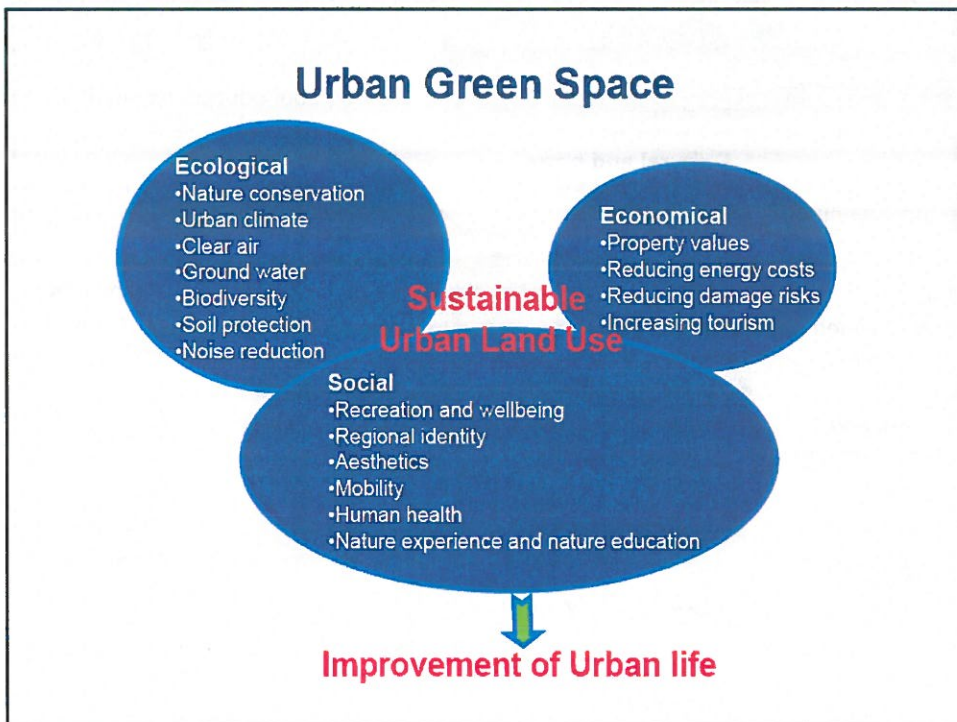 Urban Green Space
Ecological
•Nature conservation
•Urban climate
•Clear air
•Ground water
•Biodiversity
•Soil protection
•Noise reduction
Economical
•Property values
•Reducing energy costs
•Reducing damage risks
•Increasing tourism
Sustainable
Urban Land Use
Social
•Recreation and wellbeing
•Regional identity
•Aesthetics
•Mobility
•Human health
•Nature experience and nature education
Improvement of Urban life